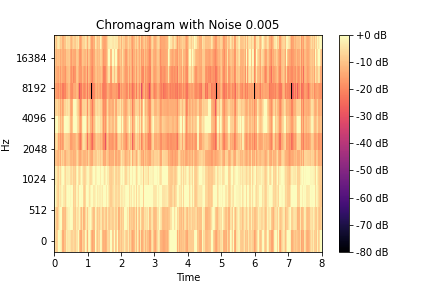 Chromagram with Noise 0.005
Hz
16384
8192
4096
2048
1024
512
0
0 1 2 3 4 5 6 7 8
Time
+0 dB
-10 dB
-20 dB
-30 dB
-40 dB
-50 dB
-60 dB
-70 dB
-80 dB